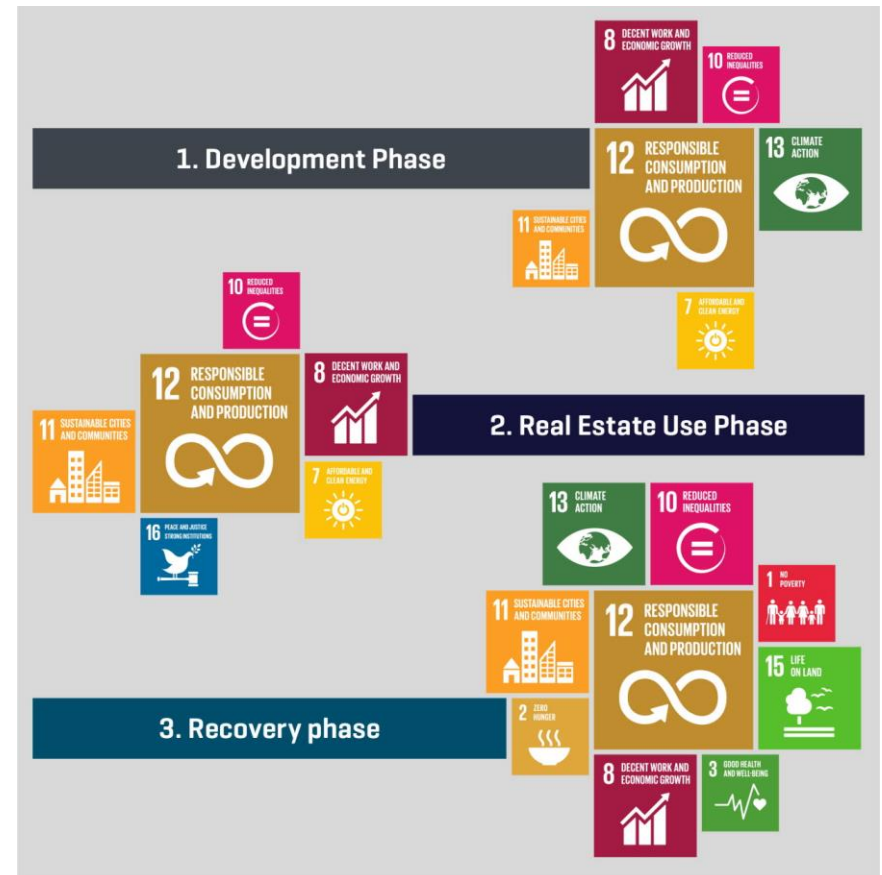 8 DECENT WORK AND
ECONOMIC GROWTH
10 REDUCED
INEQUALITIES
1. Development Phase
12 RESPONSIBLE
CONSUMPTION
AND PRODUCTION
13 CLIMATE
ACTION
11 SUSTAINABLE CITIES
AND COMMUNITIES
7 AFFORDABLE AND
CLEAN ENERGY
10 REDUCED
INEQUALITIES
12 RESPONSIBLE
CONSUMPTION
AND PRODUCTION
8 DECENT WORK AND
ECONOMIC GROWTH
11 SUSTAINABLE CITIES
AND COMMUNITIES
2. Real Estate Use Phase
7 AFFORDABLE AND
CLEAN ENERGY
16 PEACE AND JUSTICE
STRONG INSTITUTIONS
13 CLIMATE
ACTION
10 REDUCED
INEQUALITIES
1 NO
POVERTY
11 SUSTAINABLE CITIES
AND COMMUNITIES
12 RESPONSIBLE
CONSUMPTION
AND PRODUCTION
15 LIFE
ON LAND
3. Recovery phase
2 ZERO
HUNGER
8 DECENT WORK AND
ECONOMIC GROWTH
3 GOOD HEALTH
AND WELL-BEING